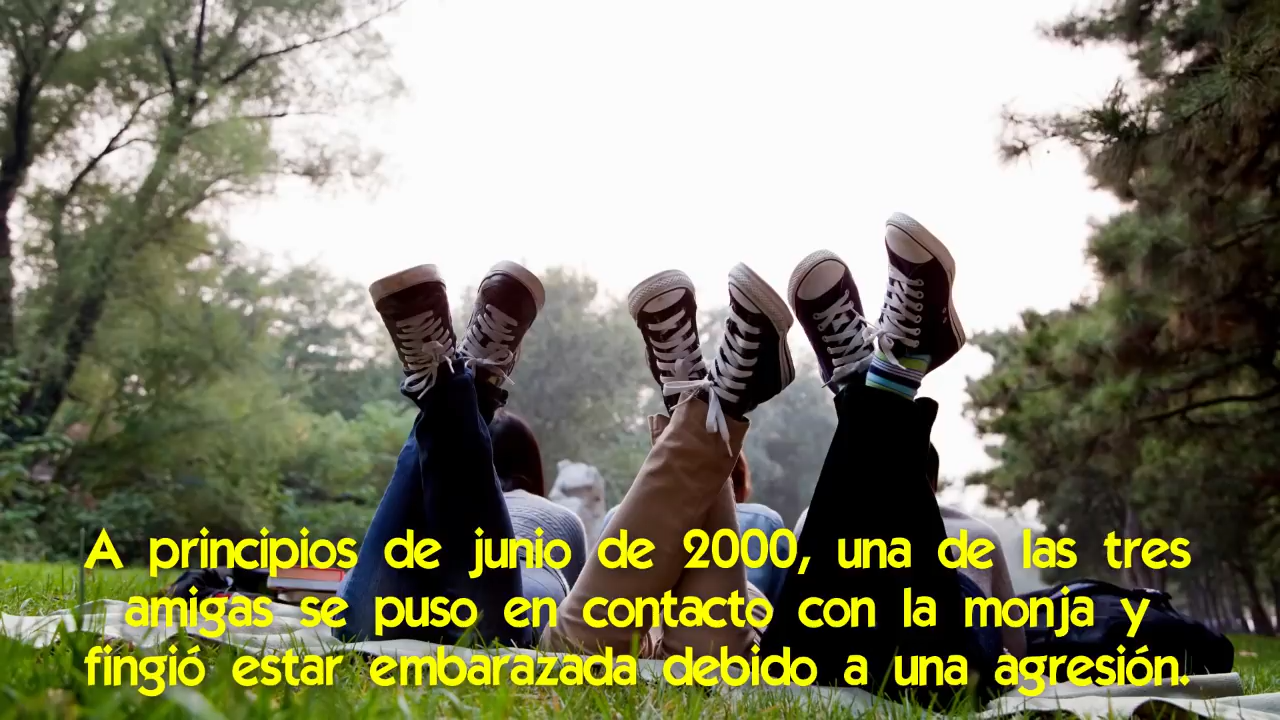 A principios de junio de 2000, una de las tres
amigas se puso en contacto con la monja y
fingió estar embarazada debido a una agresión.